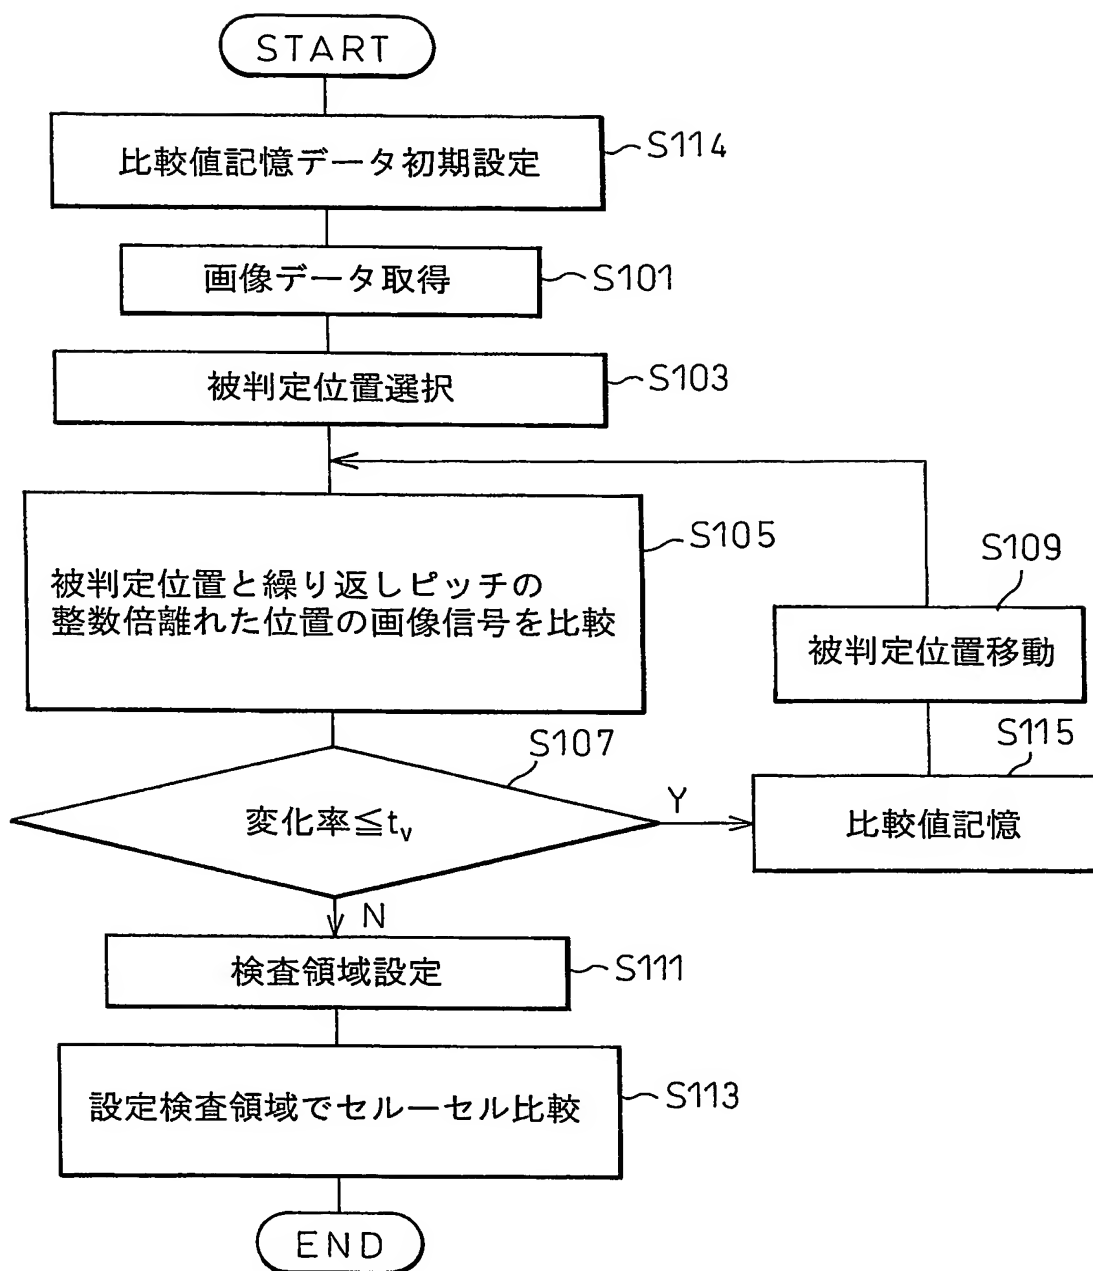 START
比較値記憶データ初期設定
S114
画像データ取得
S101
被判定位置選択
S103
被判定位置と繰り返しピッチの
整数倍離れた位置の画像信号を比較
S105
S109
被判定位置移動
S107
変化率≦tv
Y
S115
比較値記憶
N
検査領域設定
S111
設定検査領域でセルーセル比較
S113
END